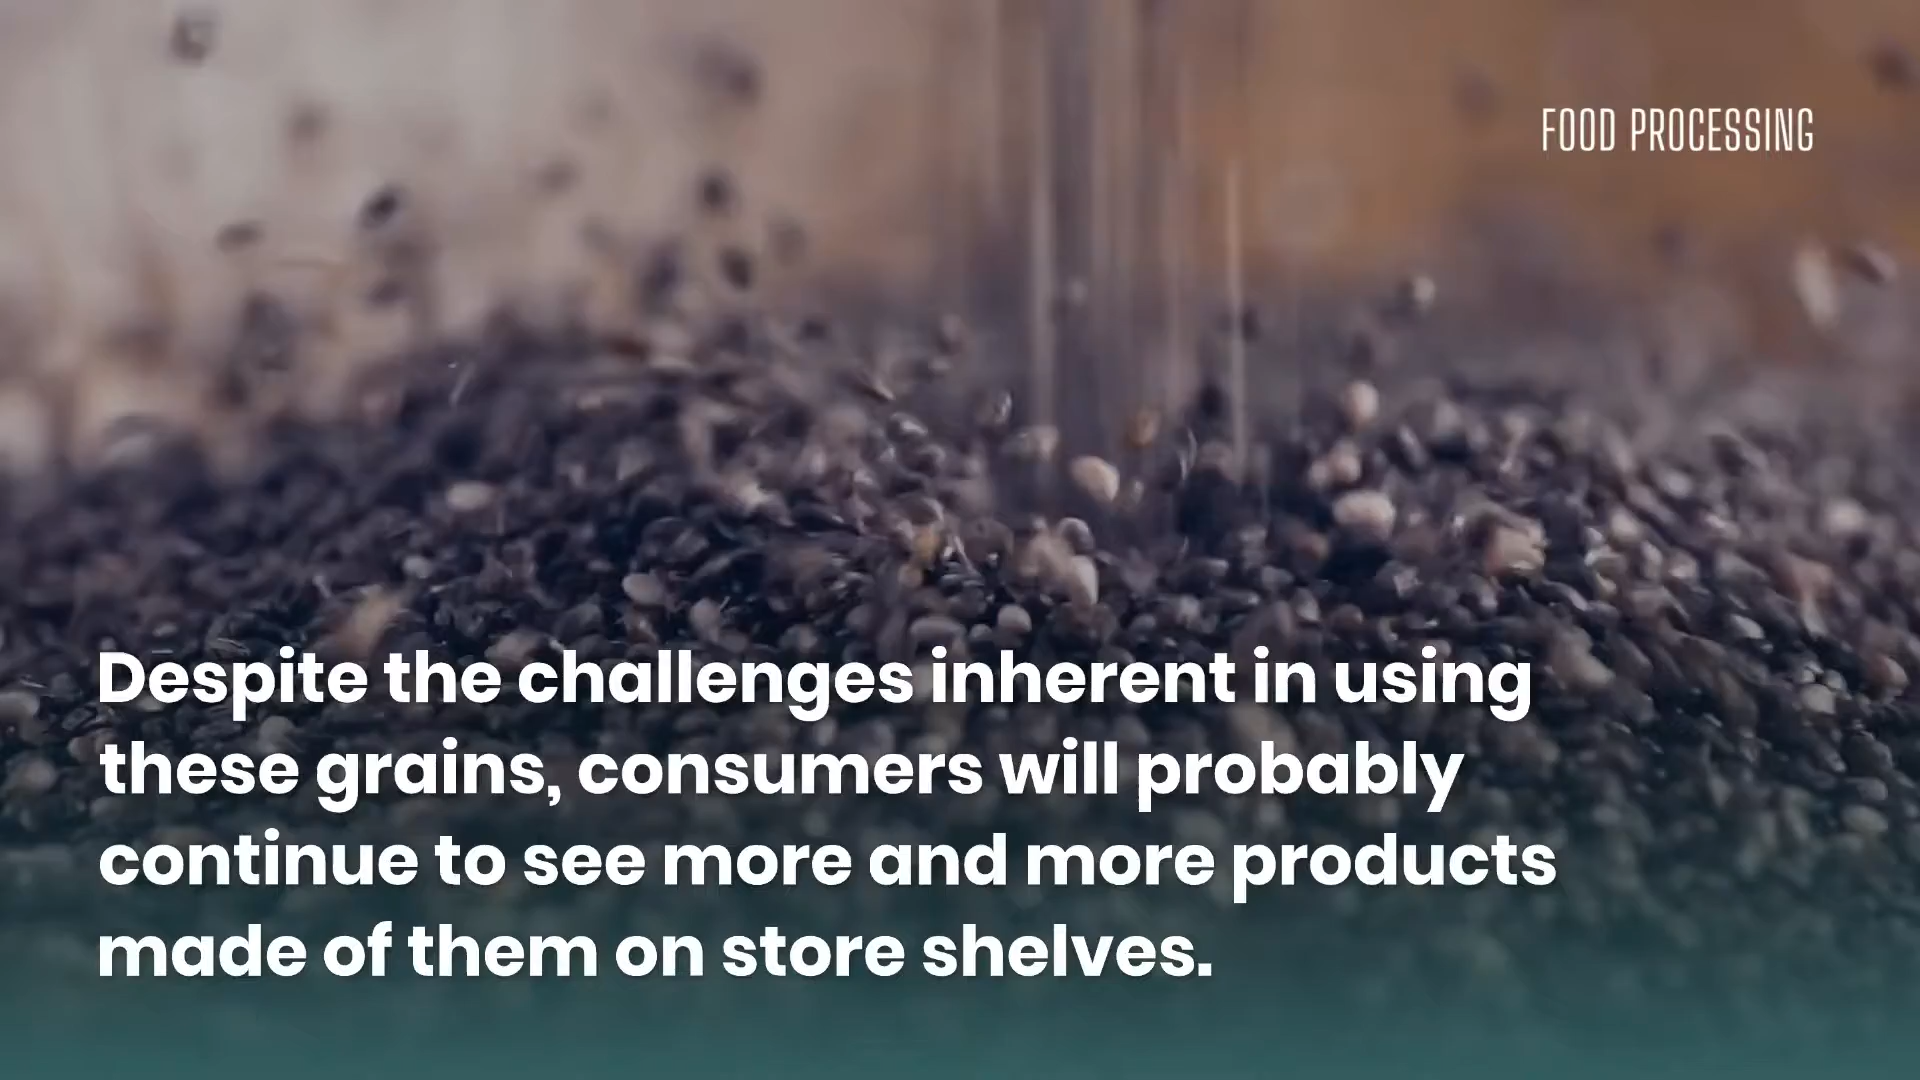 FOOD PROCESSING
Despite the challenges inherent in using
these grains, consumers will probably
continue to see more and more products
made of them on store shelves.